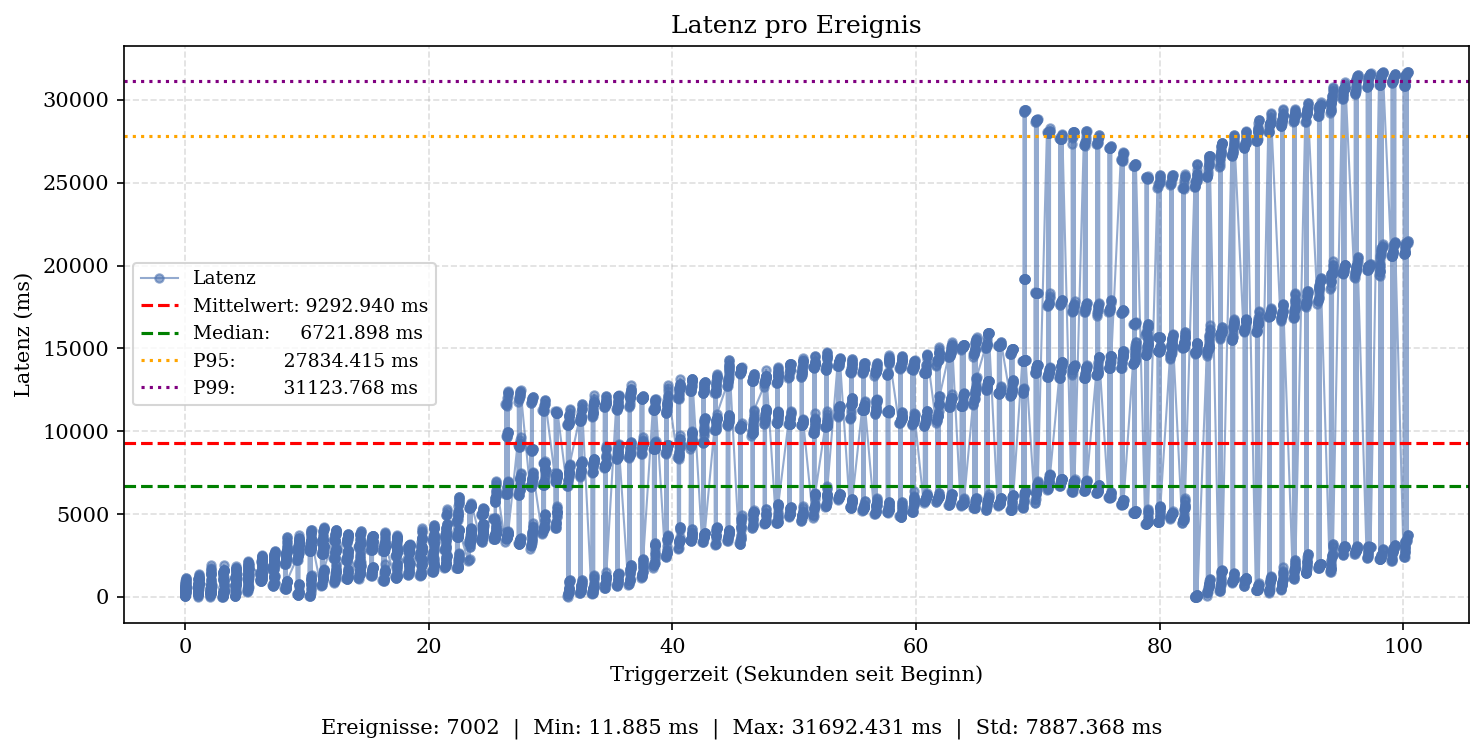 Latenz pro Ereignis
Latenz (ms)
30000
25000
20000
15000
10000
5000
0
Latenz
Mittelwert: 9292.940 ms
Median: 6721.898 ms
P95: 27834.415 ms
P99: 31123.768 ms
0 20 40 60 80 100
Triggerzeit (Sekunden seit Beginn)
Ereignisse: 7002 | Min: 11.885 ms | Max: 31692.431 ms | Std: 7887.368 ms